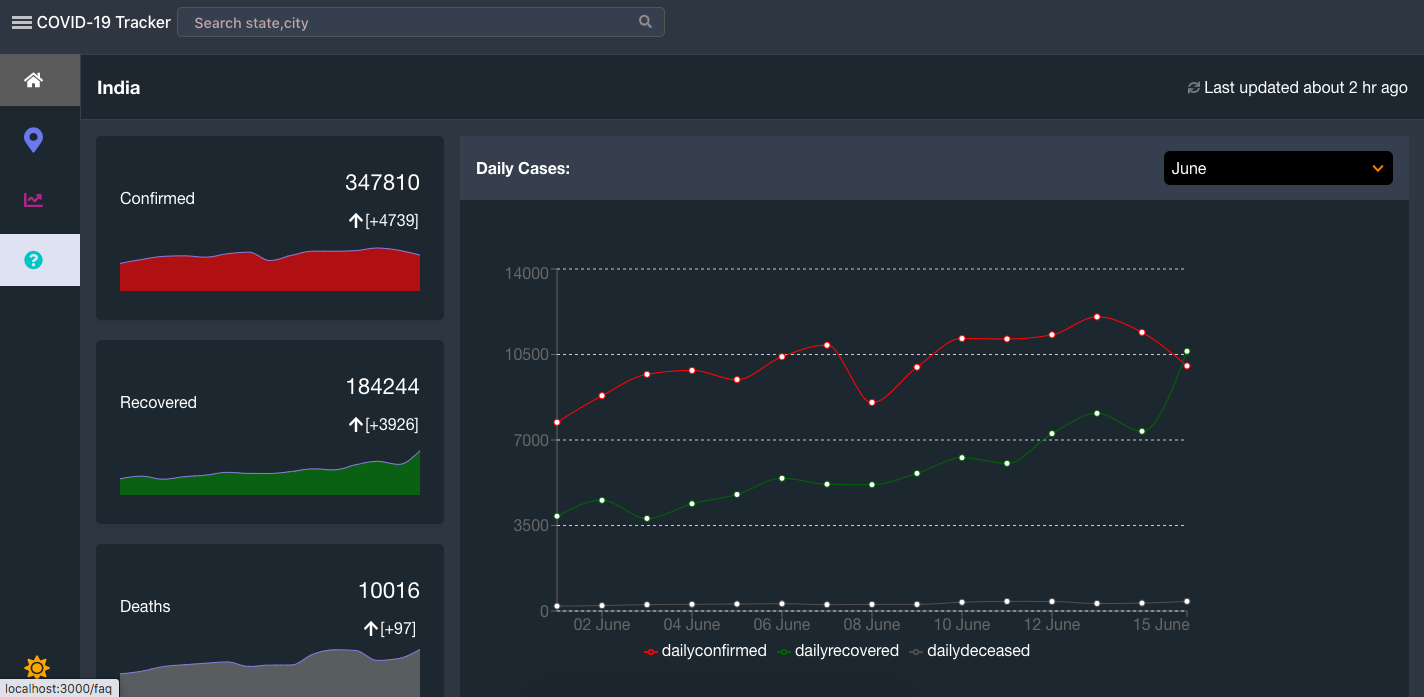 COVID-19 Tracker
Search state,city
India
Last updated about 2 hr ago
Confirmed
347810
[+4739]
Recovered
184244
[+3926]
Deaths
10016
[+97]
Daily Cases:
June
14000
10500
7000
3500
0
02 June 04 June 06 June 08 June 10 June 12 June 15 June
dailyconfirmed dailyrecovered dailydeceased
localhost:3000/faq